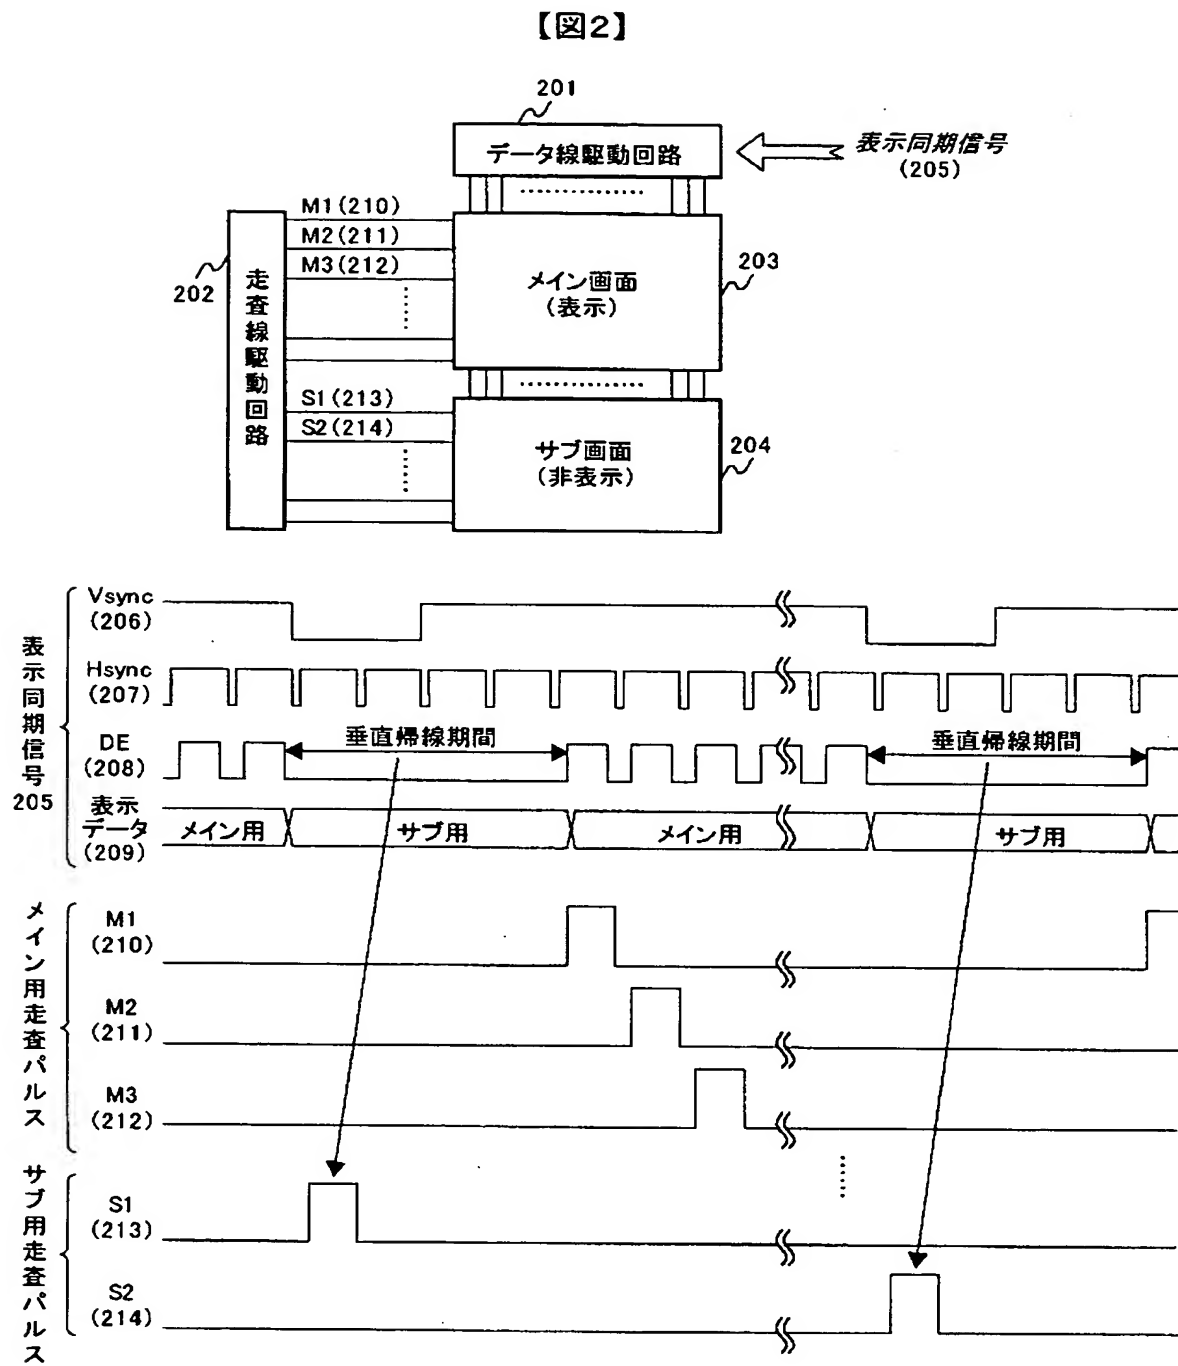 【図2】
201
データ線駆動回路
表示同期信号
(205)
M1(210)
M2(211)
M3(212)
202
走査線駆動回路
メイン画面
(表示)
203
S1(213)
S2(214)
サブ画面
(非表示)
204
表示同期信号
205
Vsync
(206)
Hsync
(207)
DE
(208)
垂直帰線期間
垂直帰線期間
表示
データ
(209)
メイン用
サブ用
メイン用
サブ用
メイン用走査パルス
M1
(210)
M2
(211)
M3
(212)
サブ用走査パルス
S1
(213)
S2
(214)